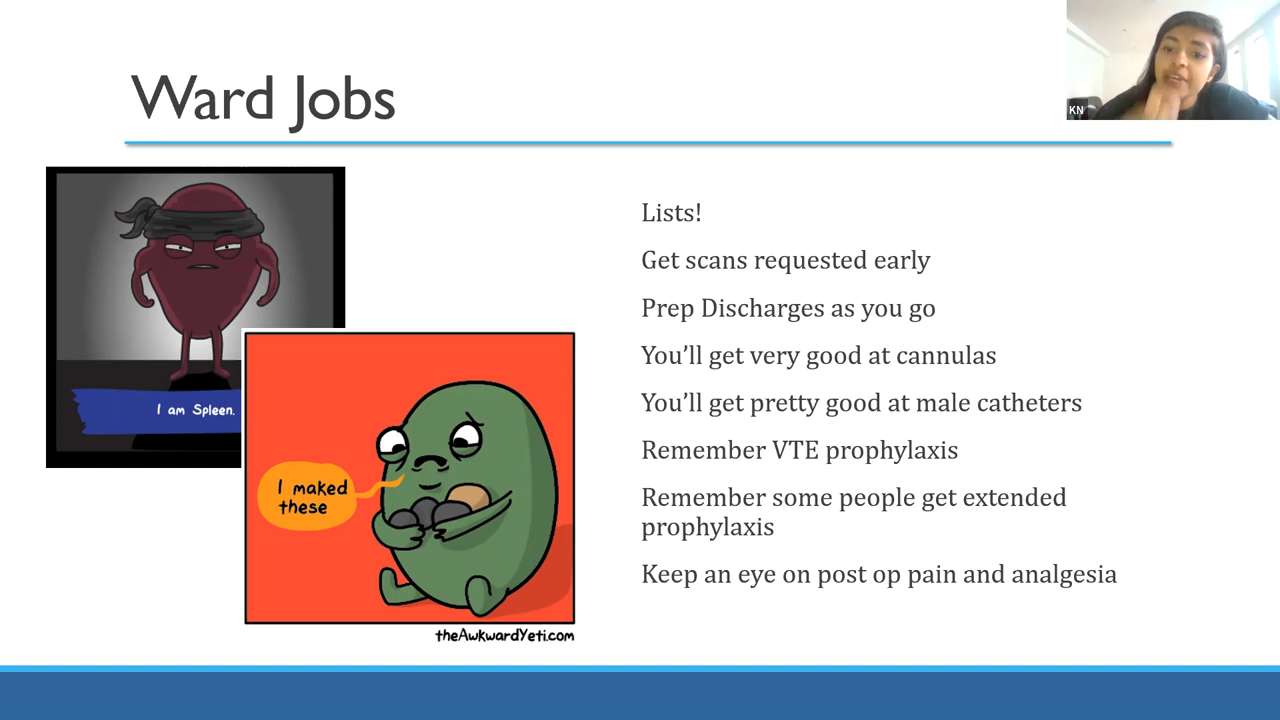 Ward Jobs
KN
I am Spleen.
I maked
these
theAwkwardYeti.com
Lists!
Get scans requested early
Prep Discharges as you go
You’ll get very good at cannulas
You’ll get pretty good at male catheters
Remember VTE prophylaxis
Remember some people get extended
prophylaxis
Keep an eye on post op pain and analgesia